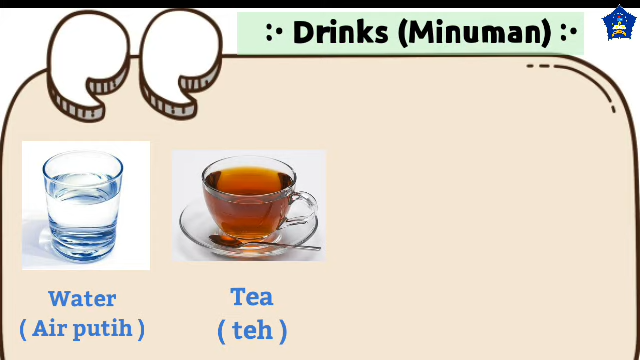 Drinks (Minuman)
Water
( Air putih )
Tea
( teh )